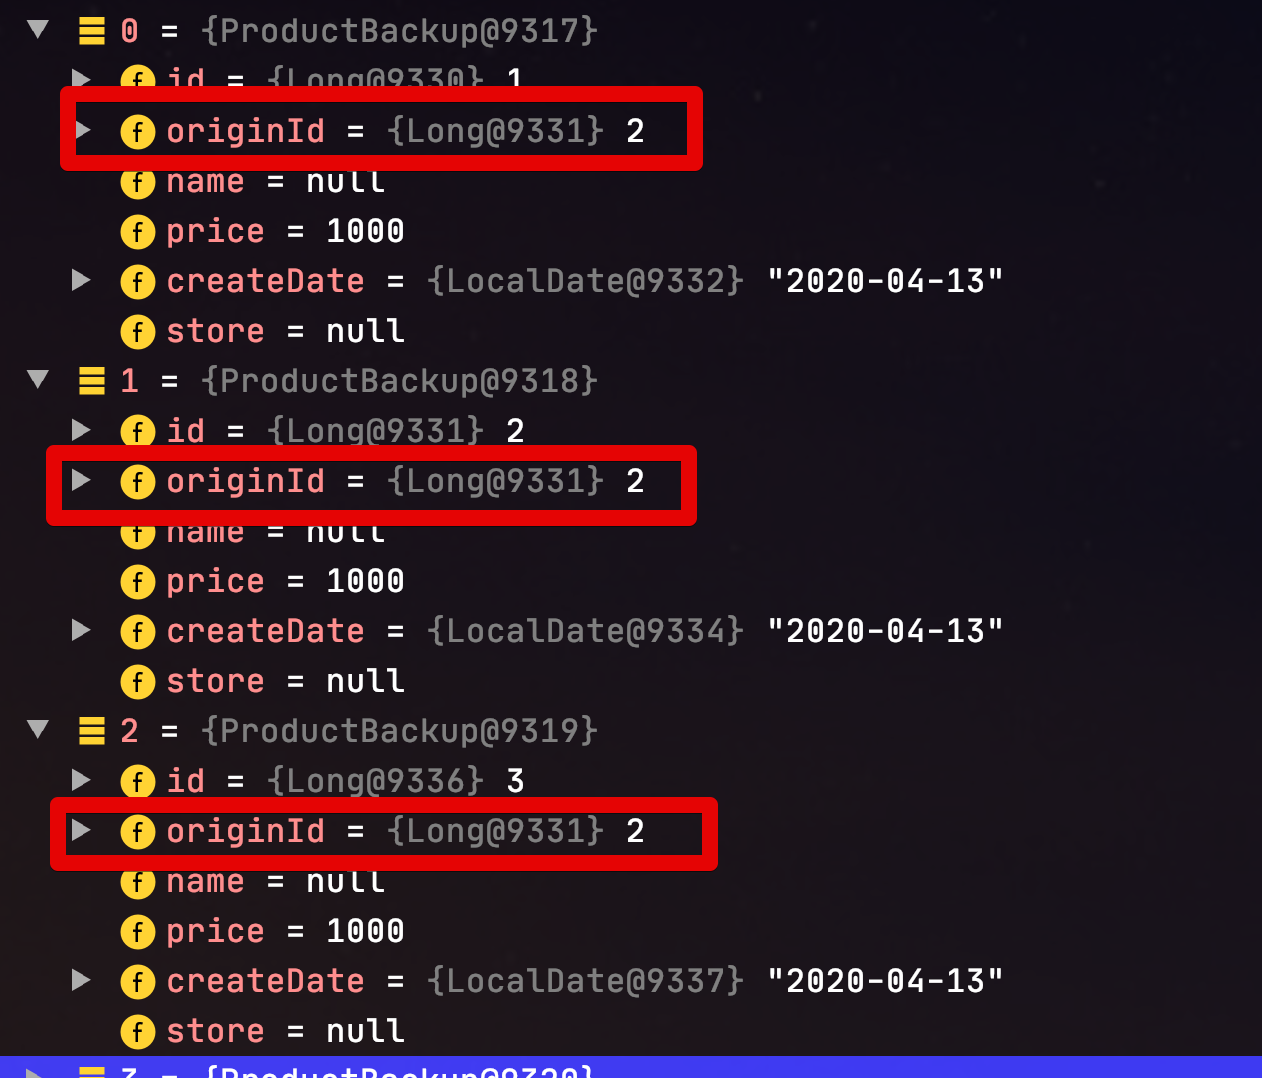 0 = {ProductBackup@9317}
f id = {Long@9330} 1
f originId = {Long@9331} 2
f name = null
f price = 1000
f createDate = {LocalDate@9332} "2020-04-13"
f store = null
1 = {ProductBackup@9318}
f id = {Long@9331} 2
f originId = {Long@9331} 2
f name = null
f price = 1000
f createDate = {LocalDate@9334} "2020-04-13"
f store = null
2 = {ProductBackup@9319}
f id = {Long@9336} 3
f originId = {Long@9331} 2
f name = null
f price = 1000
f createDate = {LocalDate@9337} "2020-04-13"
f store = null
3 = {ProductBackup@9320}